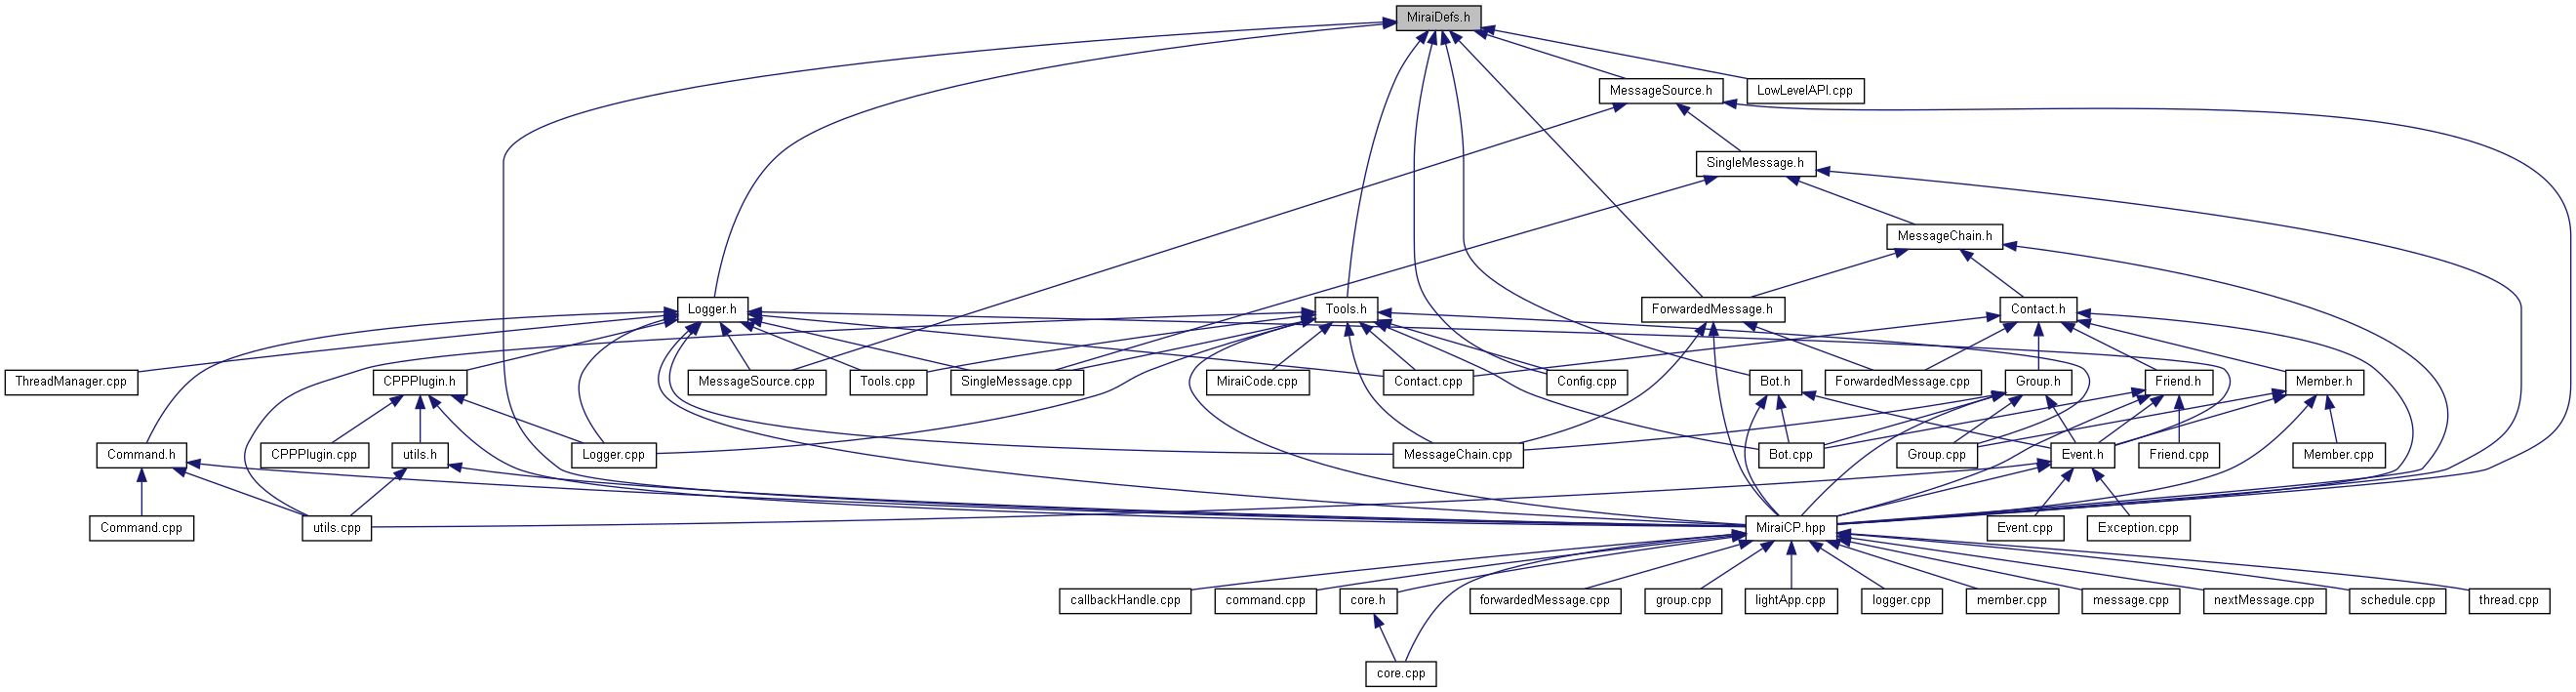 MiraiDefs.h
MessageSource.h
LowLevelAPI.cpp
SingleMessage.h
MessageChain.h
Logger.h
Tools.h
ForwardedMessage.h
Contact.h
ThreadManager.cpp
CPPPlugin.h
MessageSource.cpp
Tools.cpp
SingleMessage.cpp
MiraiCode.cpp
Contact.cpp
Config.cpp
Bot.h
ForwardedMessage.cpp
Group.h
Friend.h
Member.h
Command.h
CPPPlugin.cpp
utils.h
Logger.cpp
MessageChain.cpp
Bot.cpp
Group.cpp
Event.h
Friend.cpp
Member.cpp
Command.cpp
utils.cpp
MiraiCP.hpp
Event.cpp
Exception.cpp
callbackHandle.cpp
command.cpp
core.h
forwardedMessage.cpp
group.cpp
lightApp.cpp
logger.cpp
member.cpp
message.cpp
nextMessage.cpp
schedule.cpp
thread.cpp
core.cpp